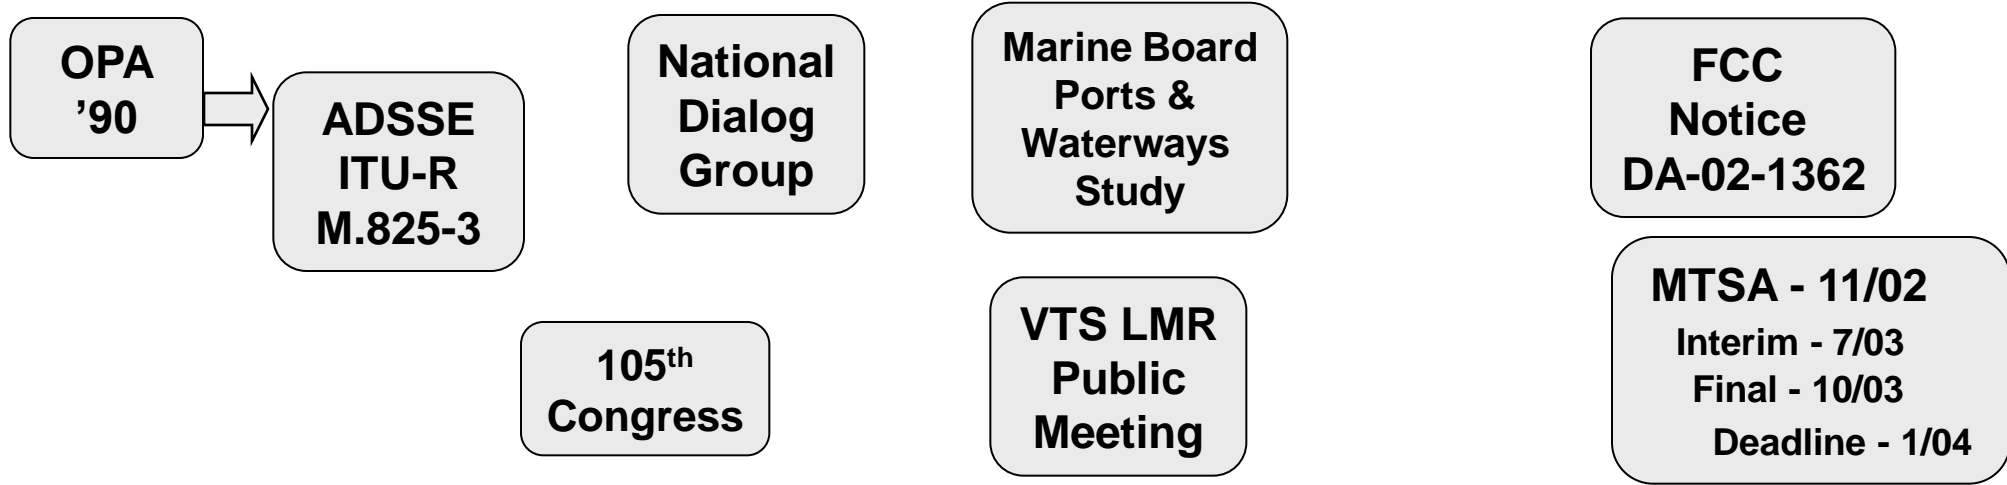 OPA
’90
ADSSE
ITU-R
M.825-3
National
Dialog
Group
105th
Congress
Marine Board
Ports &
Waterways
Study
VTS LMR
Public
Meeting
FCC
Notice
DA-02-1362
MTSA - 11/02
Interim - 7/03
Final - 10/03
Deadline - 1/04